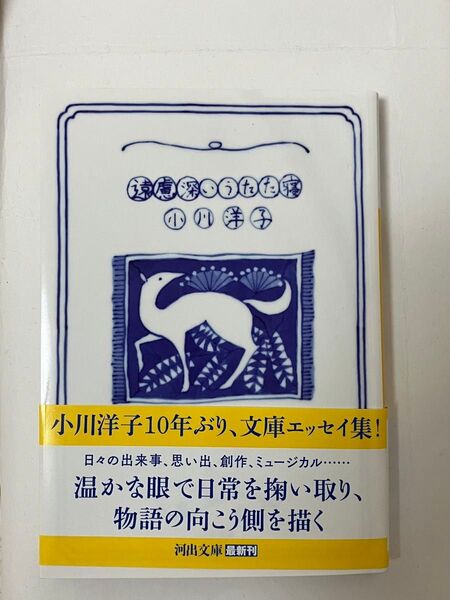 遠慮深いうたた寝
小川洋子
小川洋子10年ぶり、文庫エッセイ集!
日々の出来事、思い出、創作、ミュージカル……
温かな眼で日常を掬い取り、
物語の向こう側を描く
河出文庫 最新刊